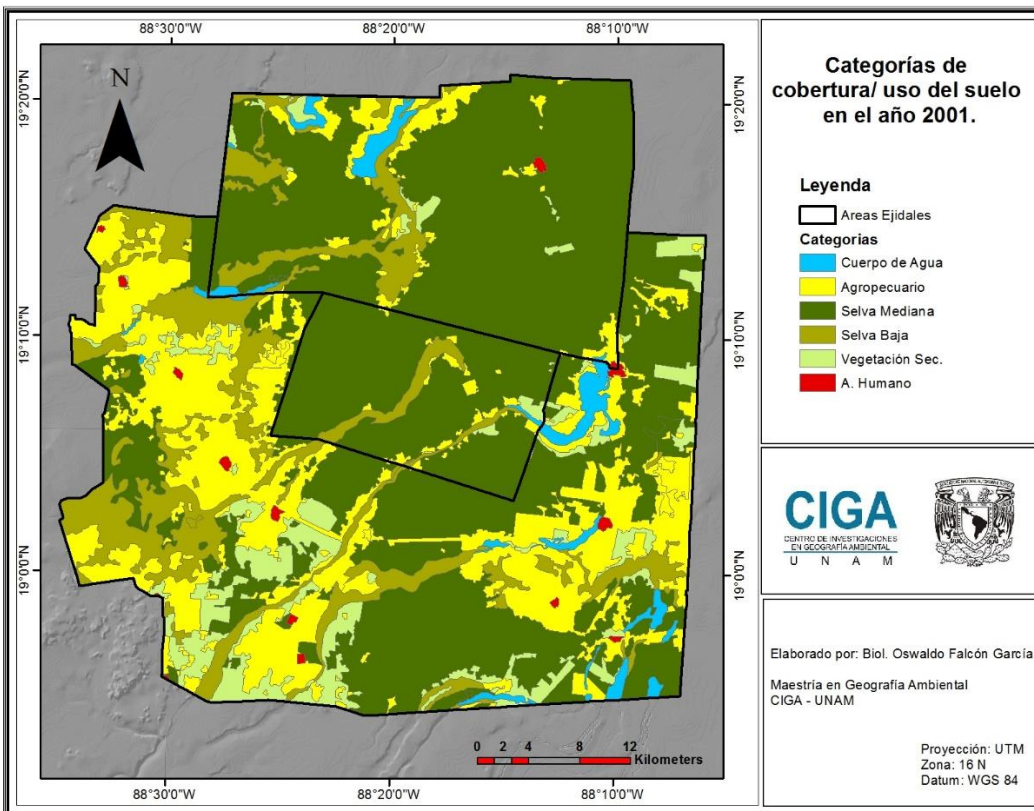 88°30'0"W
88°20'0"W
88°10'0"W
N
19°20'0"N
19°10'0"N
19°0'0"N
19°20'0"N
19°10'0"N
19°0'0"N
0 2 4 8 12
Kilometers
88°30'0"W
88°20'0"W
88°10'0"W
Categorías de
cobertura/ uso del suelo
en el año 2001.
Leyenda
Areas Ejidales
Categorias
Cuerpo de Agua
Agropecuario
Selva Mediana
Selva Baja
Vegetación Sec.
A. Humano
CIGA
CENTRO DE INVESTIGACIONES
EN GEOGRAFÍA AMBIENTAL
U N A M
Elaborado por: Biol. Oswaldo Falcón García
Maestría en Geografía Ambiental
CIGA - UNAM
Proyección: UTM
Zona: 16 N
Datum: WGS 84